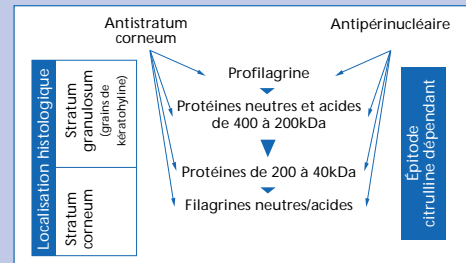 Antistratum
corneum
Antipérinucléaire
Localisation histologique
Stratum
granulosum
(grains de
kératohyline)
Stratum
corneum
Profilagrine
Protéines neutres et acides
de 400 à 200kDa
Protéines de 200 à 40kDa
Filagrines neutres/acides
Épitode
citrulline dépendant